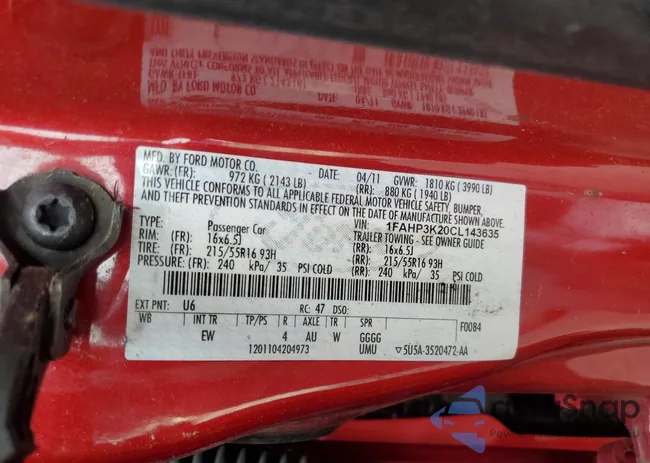 MFD. BY FORD MOTOR CO. DATE: 04/11 GVWR: 1810 KG ( 3990 LB)
GAWR: (FR): 972 KG ( 2143 LB) (RR): 880 KG ( 1940 LB)
THIS VEHICLE CONFORMS TO ALL APPLICABLE FEDERAL MOTOR VEHICLE SAFETY, BUMPER,
AND THEFT PREVENTION STANDARDS IN EFFECT ON THE DATE OF MANUFACTURE SHOWN ABOVE.
VIN: 1FAHP3K20CL143635
TYPE: Passenger Car TRAILER TOWING - SEE OWNER GUIDE
RIM: (FR): 16x6.5J (RR): 16x6.5J
TIRE: (FR): 215/55R16 93H (RR): 215/55R16 93H
PRESSURE: (FR): 240 kPa/ 35 PSI COLD (RR): 240 kPa/ 35 PSI COLD
EXT PNT: U6 RC: 47 DSO:
WB INT TR TP/PS R AXLE TR SPR F0084
EW 4 AU W GGGG
1201104204973 UMU ▽5U5A-3520472-AA